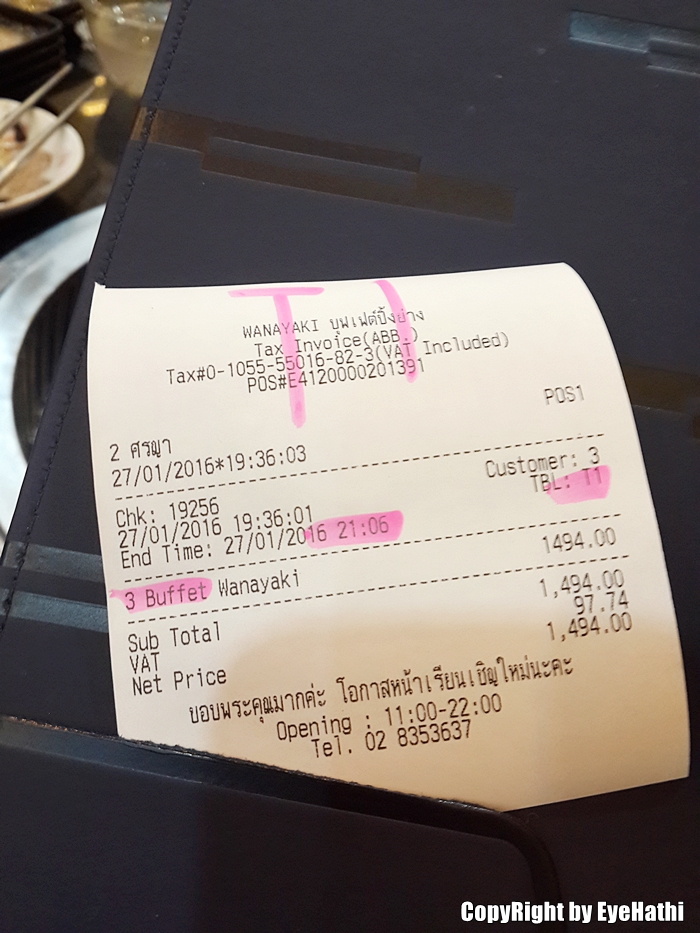 T1
WANAYAKI บุฟเฟ่ต์ปิ้งย่าง
Tax Invoice(ABB.)
Tax#0-1055-55016-82-3(VAT Included)
POS#E4120000201391
POS1
2 ศรญา
27/01/2016*19:36:03
Chk: 19256 Customer: 3
27/01/2016 19:36:01 TBL: T1
End Time: 27/01/2016 21:06
3 Buffet Wanayaki 1494.00
Sub Total 1,494.00
VAT 97.74
Net Price 1,494.00
ขอบพระคุณมากค่ะ โอกาสหน้าเรียนเชิญใหม่นะคะ
Opening : 11:00-22:00
Tel. 02 8353637
CopyRight by EyeHathi